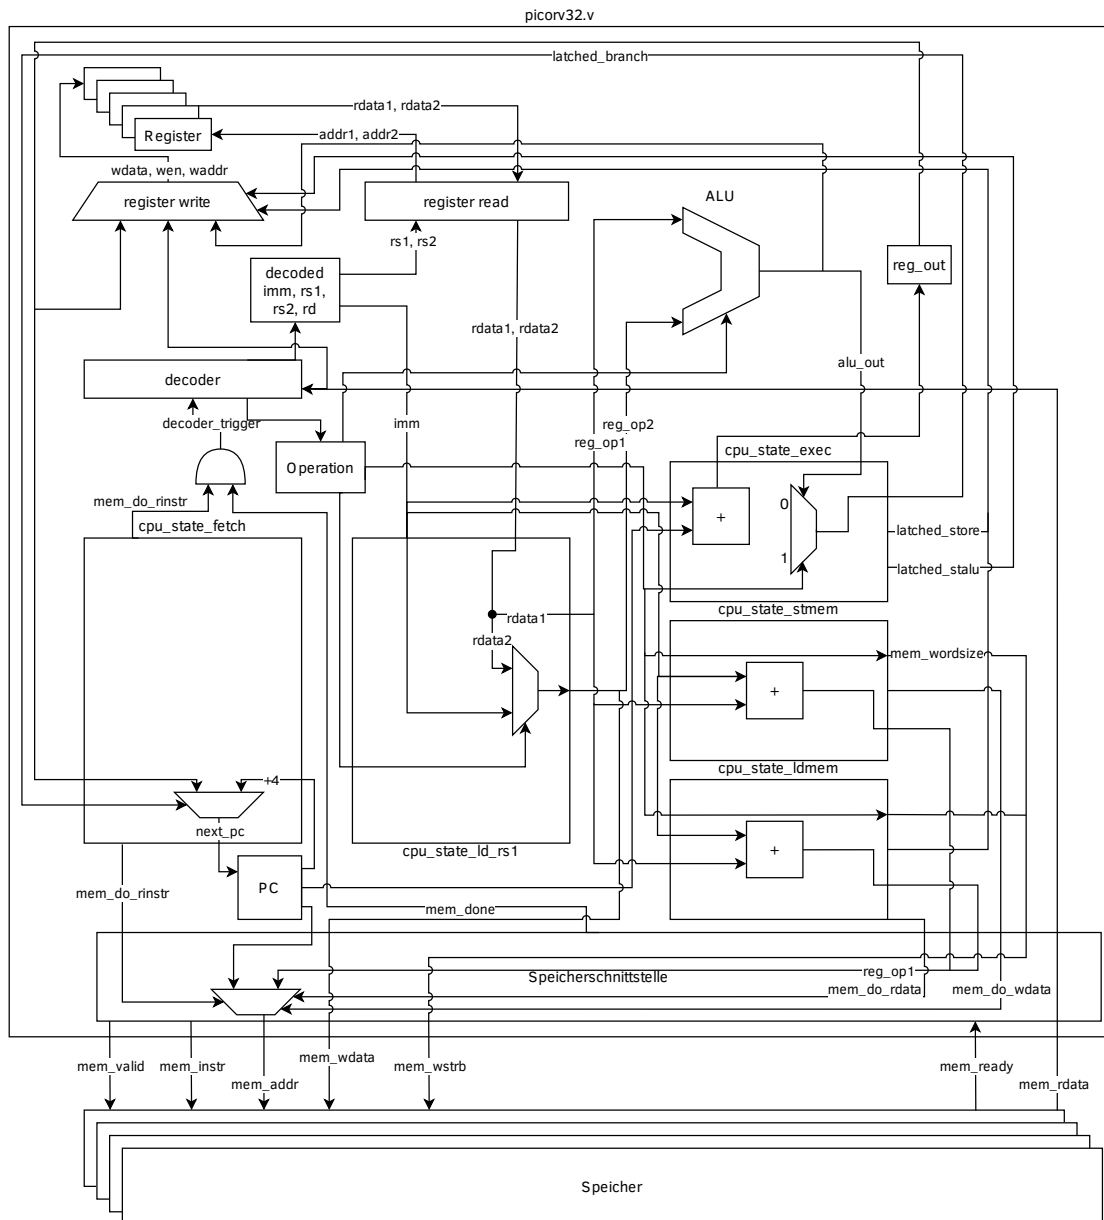 picorv32.v
latched_branch
rdata1, rdata2
Register
addr1, addr2
wdata, wen, waddr
register write
register read
ALU
rs1, rs2
decoded
imm, rs1,
rs2, rd
reg_out
rdata1, rdata2
alu_out
decoder
decoder_trigger
imm
reg_op2
reg_op1
cpu_state_exec
Operation
mem_do_rinstr
cpu_state_fetch
0
+
1
latched_store
latched_stalu
cpu_state_stmem
rdata1
rdata2
mem_wordsize
+
cpu_state_ldmem
+4
next_pc
cpu_state_ld_rs1
+
PC
mem_do_rinstr
mem_done
Speicherschnittstelle
reg_op1
mem_do_rdata
mem_do_wdata
mem_valid
mem_instr
mem_addr
mem_wdata
mem_wstrb
mem_ready
mem_rdata
Speicher